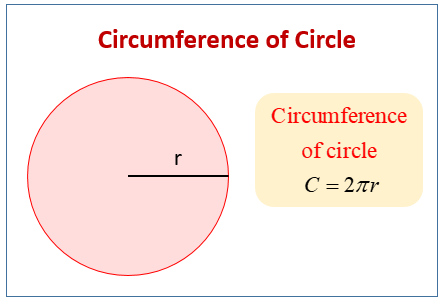 Circumference of Circle
r
Circumference
of circle
C = 2πr